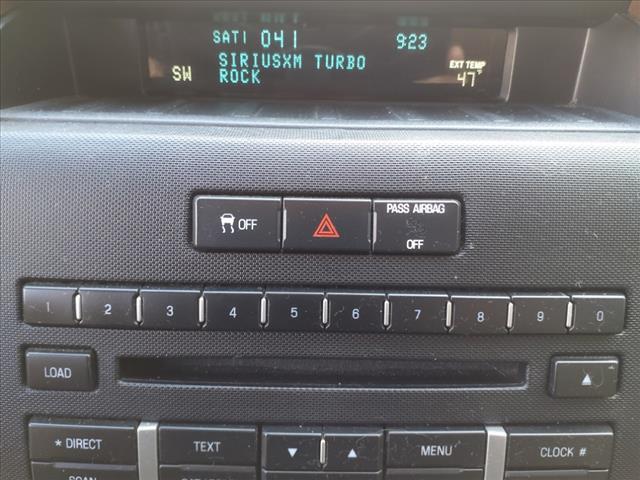 SAT1 041 9:23
SIRIUSXM TURBO
EXT TEMP
SW ROCK 47°
OFF
PASS AIRBAG
OFF
1 2 3 4 5 6 7 8 9 0
LOAD
* DIRECT TEXT MENU CLOCK #
SCAN